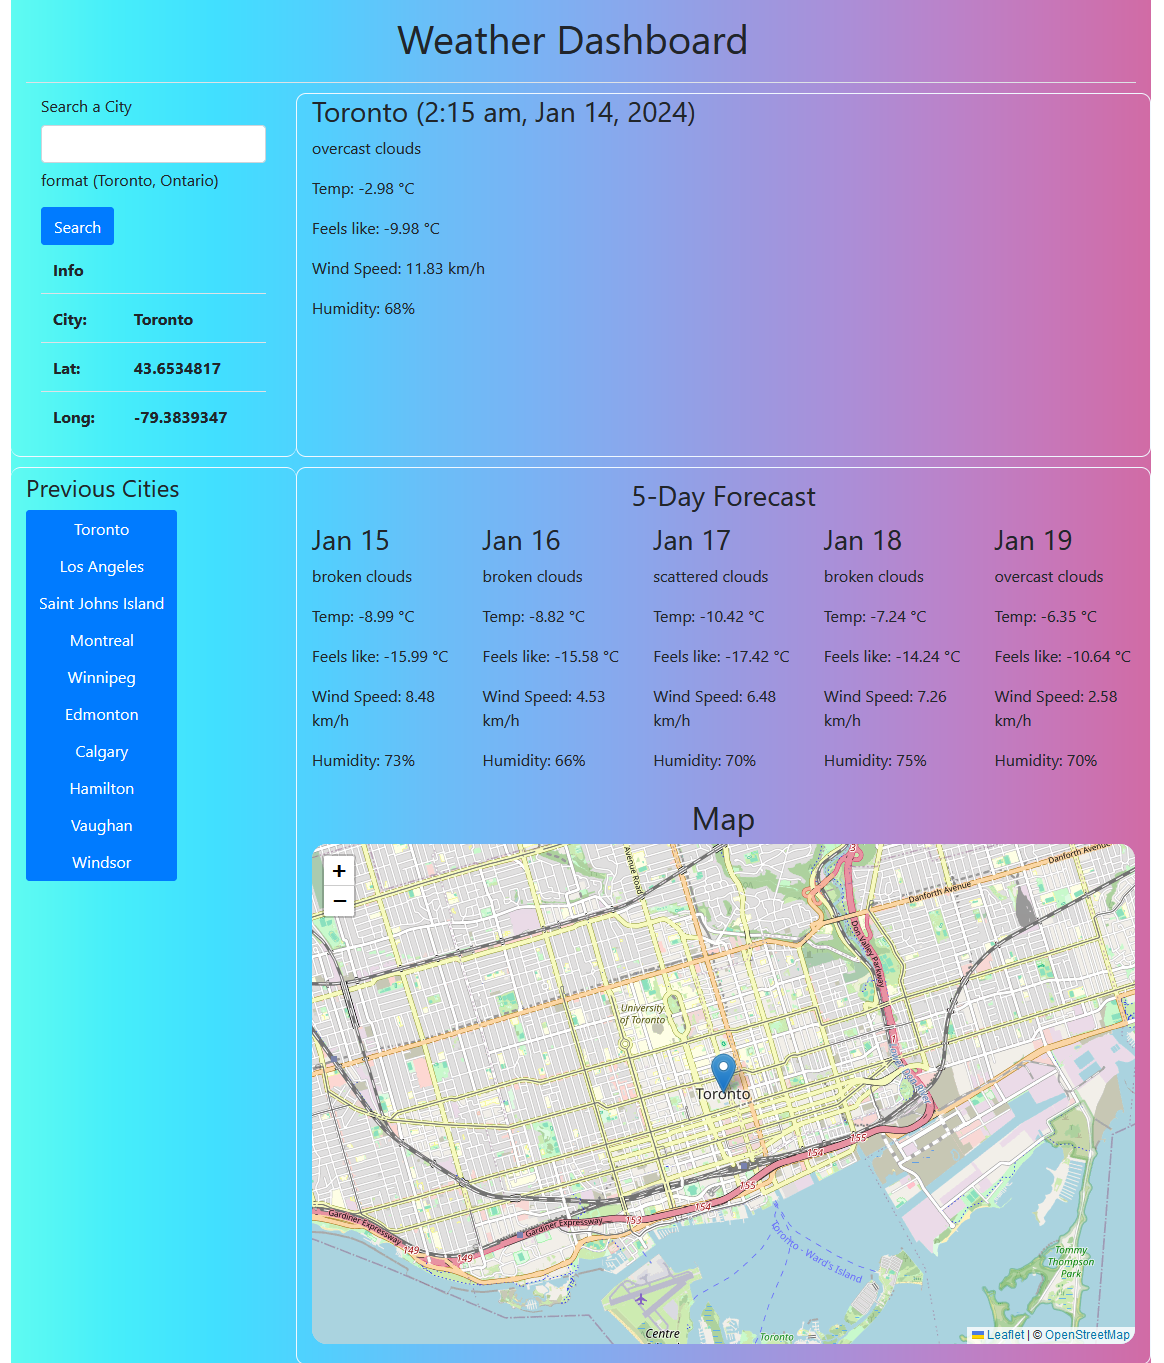 Weather Dashboard
Search a City
format (Toronto, Ontario)
Search
Info
City: Toronto
Lat: 43.6534817
Long: -79.3839347
Toronto (2:15 am, Jan 14, 2024)
overcast clouds
Temp: -2.98 °C
Feels like: -9.98 °C
Wind Speed: 11.83 km/h
Humidity: 68%
Previous Cities
Toronto
Los Angeles
Saint Johns Island
Montreal
Winnipeg
Edmonton
Calgary
Hamilton
Vaughan
Windsor
5-Day Forecast
Jan 15
broken clouds
Temp: -8.99 °C
Feels like: -15.99 °C
Wind Speed: 8.48
km/h
Humidity: 73%
Jan 16
broken clouds
Temp: -8.82 °C
Feels like: -15.58 °C
Wind Speed: 4.53
km/h
Humidity: 66%
Jan 17
scattered clouds
Temp: -10.42 °C
Feels like: -17.42 °C
Wind Speed: 6.48
km/h
Humidity: 70%
Jan 18
broken clouds
Temp: -7.24 °C
Feels like: -14.24 °C
Wind Speed: 7.26
km/h
Humidity: 75%
Jan 19
overcast clouds
Temp: -6.35 °C
Feels like: -10.64 °C
Wind Speed: 2.58
km/h
Humidity: 70%
Map
+
−
Avenue Road
3
Danforth Avenue
Danforth Avenue
Don Valley Parkway
University
of Toronto
Toronto
155
154
155
154
153
Gardiner Expressway
Gardiner Expressway
149
149
Toronto - Ward's Island
Tommy
Thompson
Park
Centre
Toronto
Leaflet | © OpenStreetMap